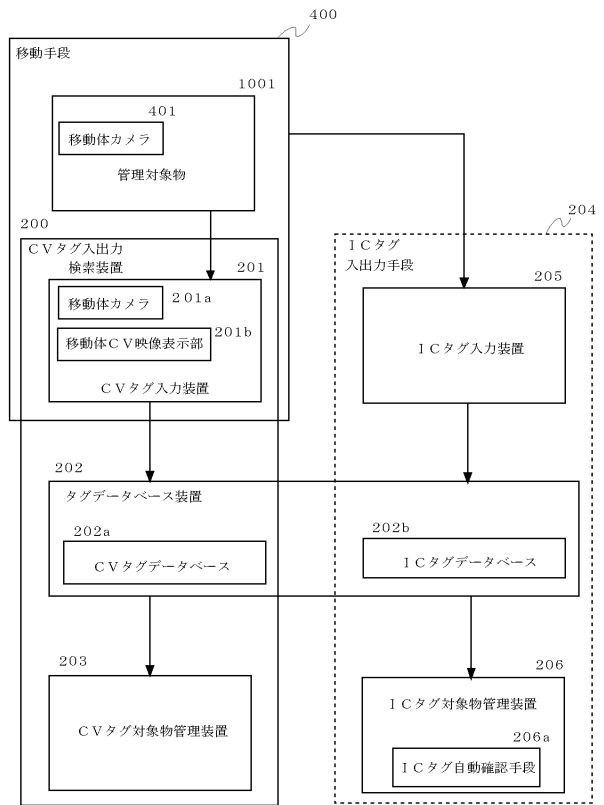 400
移動手段
1001
401
移動体カメラ
管理対象物
200
204
ＣＶタグ入出力
検索装置
ＩＣタグ
入出力手段
201
205
移動体カメラ
201a
201b
移動体ＣＶ映像表示部
ＣＶタグ入力装置
ＩＣタグ入力装置
202
タグデータベース装置
202a
202b
ＣＶタグデータベース
ＩＣタグデータベース
203
206
ＣＶタグ対象物管理装置
ＩＣタグ対象物管理装置
206a
ＩＣタグ自動確認手段